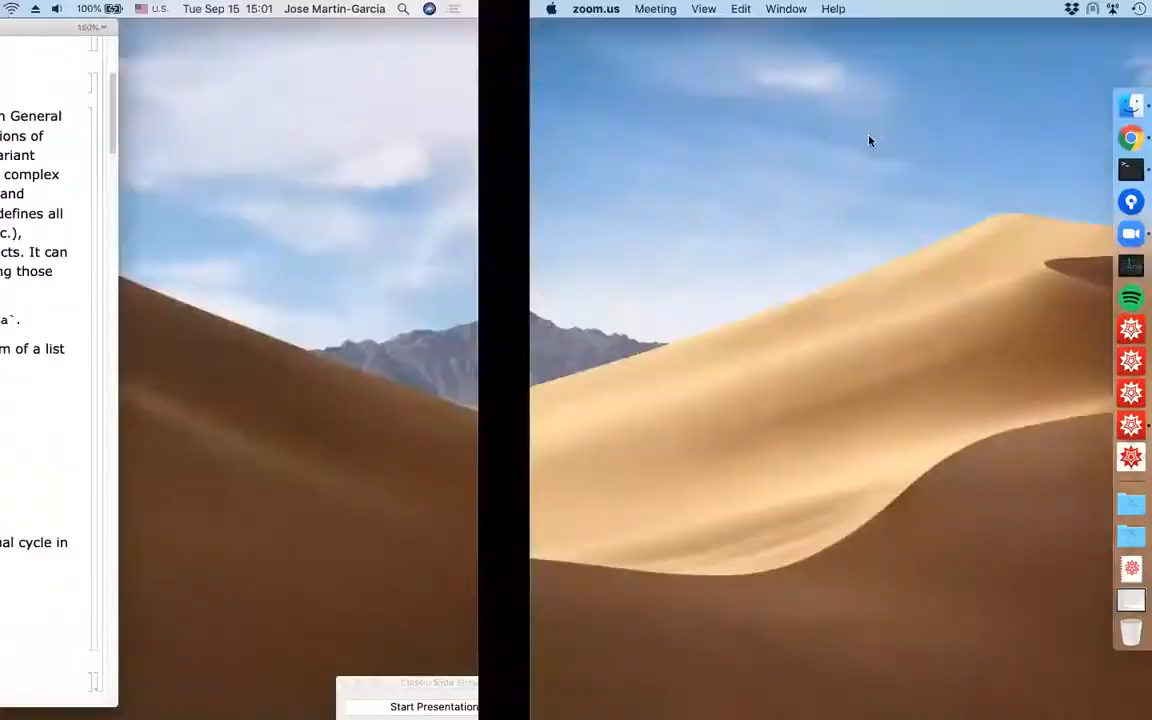 100% U.S. Tue Sep 15 15:01 Jose Martin-Garcia
zoom.us Meeting View Edit Window Help
n General
ions of
ariant
complex
and
defines all
c.),
cts. It can
ng those
a`.
m of a list
ual cycle in
Start Presentation